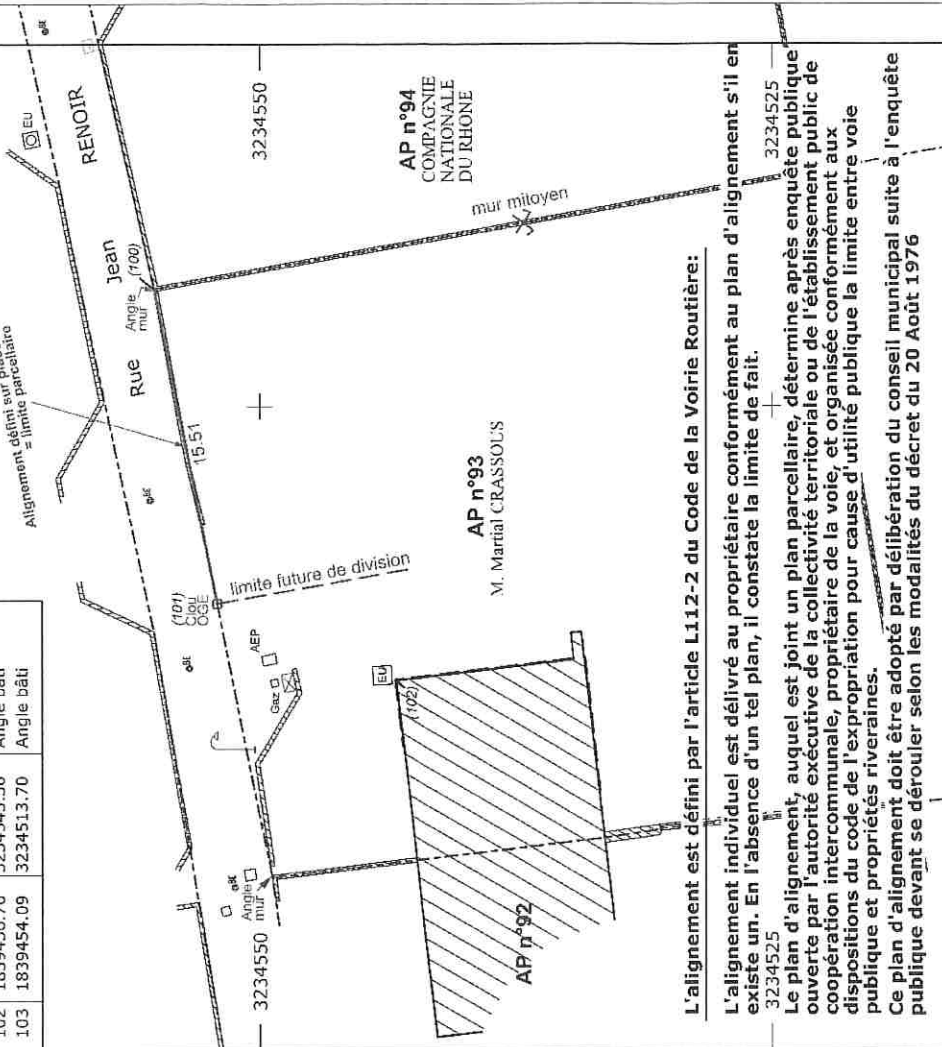 102 1839436.70 3234543.56 Angle bâti
103 1839454.09 3234513.70 Angle bâti
Alignement défini sur place
= limite parcellaire
EU
RENOIR
Jean
Rue
(100)
Angle
mur
15.51
3234550
AP n°94
COMPAGNIE
NATIONALE
DU RHONE
mur mitoyen
(101)
Clou
OGE
limite future de division
AEP
Gaz
AP n°93
M. Martial CRASSOUS
EU
(102)
Angle
mur
3234550
AP n°92
L'alignement est défini par l'article L112-2 du Code de la Voirie Routière:
L'alignement individuel est délivré au propriétaire conformément au plan d'alignement s'il en
existe un. En l'absence d'un tel plan, il constate la limite de fait.
3234525
3234525
Le plan d'alignement, auquel est joint un plan parcellaire, détermine après enquête publique
ouverte par l'autorité exécutive de la collectivité territoriale ou de l'établissement public de
coopération intercommunale, propriétaire de la voie, et organisée conformément aux
dispositions du code de l'expropriation pour cause d'utilité publique la limite entre voie
publique et propriétés riveraines.
Ce plan d'alignement doit être adopté par délibération du conseil municipal suite à l'enquête
publique devant se dérouler selon les modalités du décret du 20 Août 1976